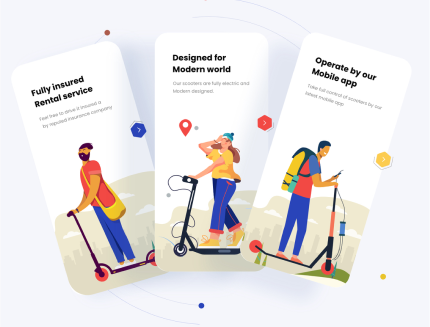 Fully insured
Rental service
Feel free to drive it insured a
by reputed insurance company
Designed for
Modern world
Our scooters are fully electric and
Modern designed.
Operate by our
Mobile app
Take full control of scooters by our
latest mobile app